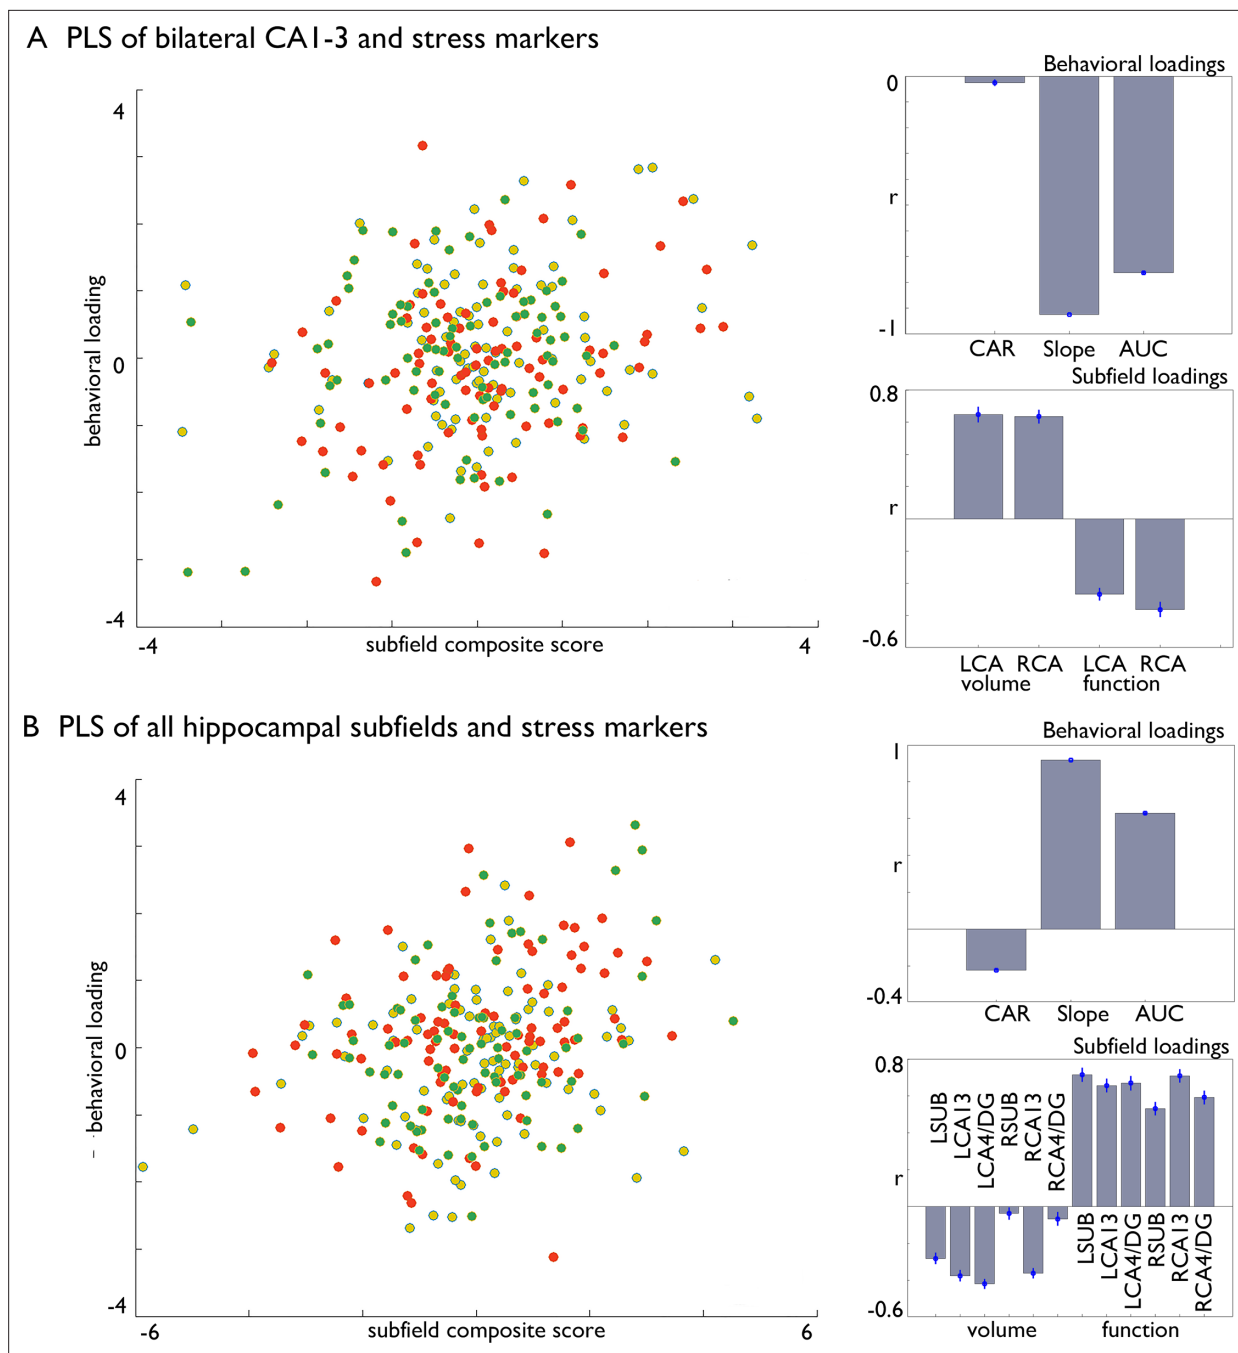 A PLS of bilateral CA1-3 and stress markers
4
0
-4
behavioral loading
-4
subfield composite score
4
Behavioral loadings
0
r
-1
CAR Slope AUC
Subfield loadings
0.8
r
-0.6
LCA RCA LCA RCA
volume function
B PLS of all hippocampal subfields and stress markers
4
0
-4
behavioral loading
-6
subfield composite score
6
Behavioral loadings
1
r
-0.4
CAR Slope AUC
Subfield loadings
0.8
r
-0.6
LSUB
LCA13
LCA4/DG
RSUB
RCA13
RCA4/DG
LSUB
LCA13
LCA4/DG
RSUB
RCA13
RCA4/DG
volume function